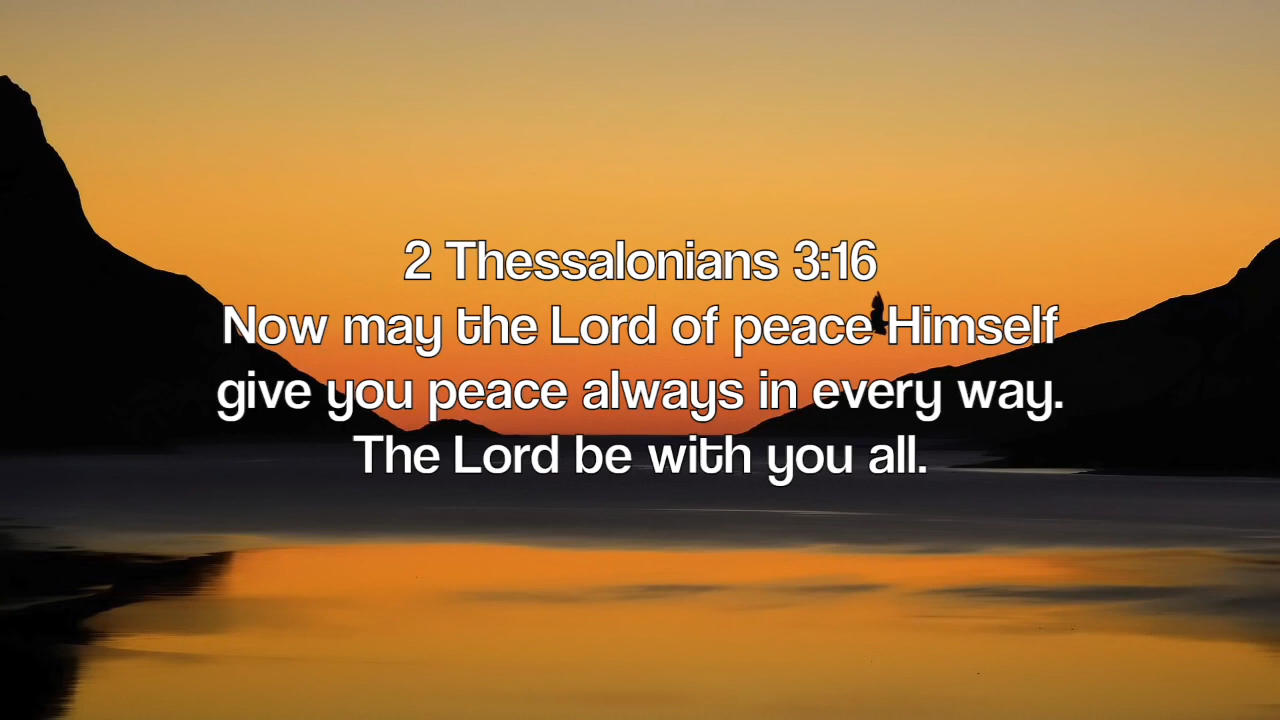 2 Thessalonians 3:16
Now may the Lord of peace Himself
give you peace always in every way.
The Lord be with you all.